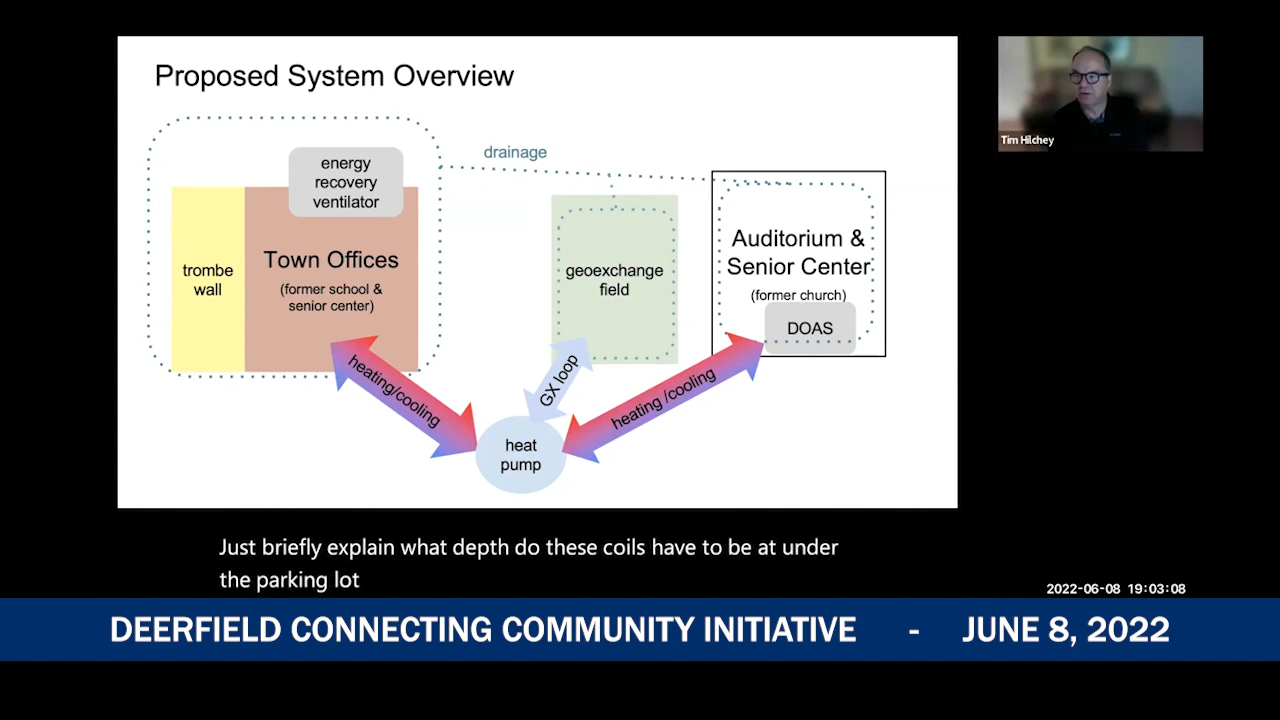 Proposed System Overview
energy
recovery
ventilator
drainage
trombe
wall
Town Offices
(former school &
senior center)
geoexchange
field
Auditorium &
Senior Center
(former church)
DOAS
heating/cooling
GX loop
heating /cooling
heat
pump
Tim Hilchey
Just briefly explain what depth do these coils have to be at under
the parking lot
2022-06-08 19:03:08
DEERFIELD CONNECTING COMMUNITY INITIATIVE - JUNE 8, 2022